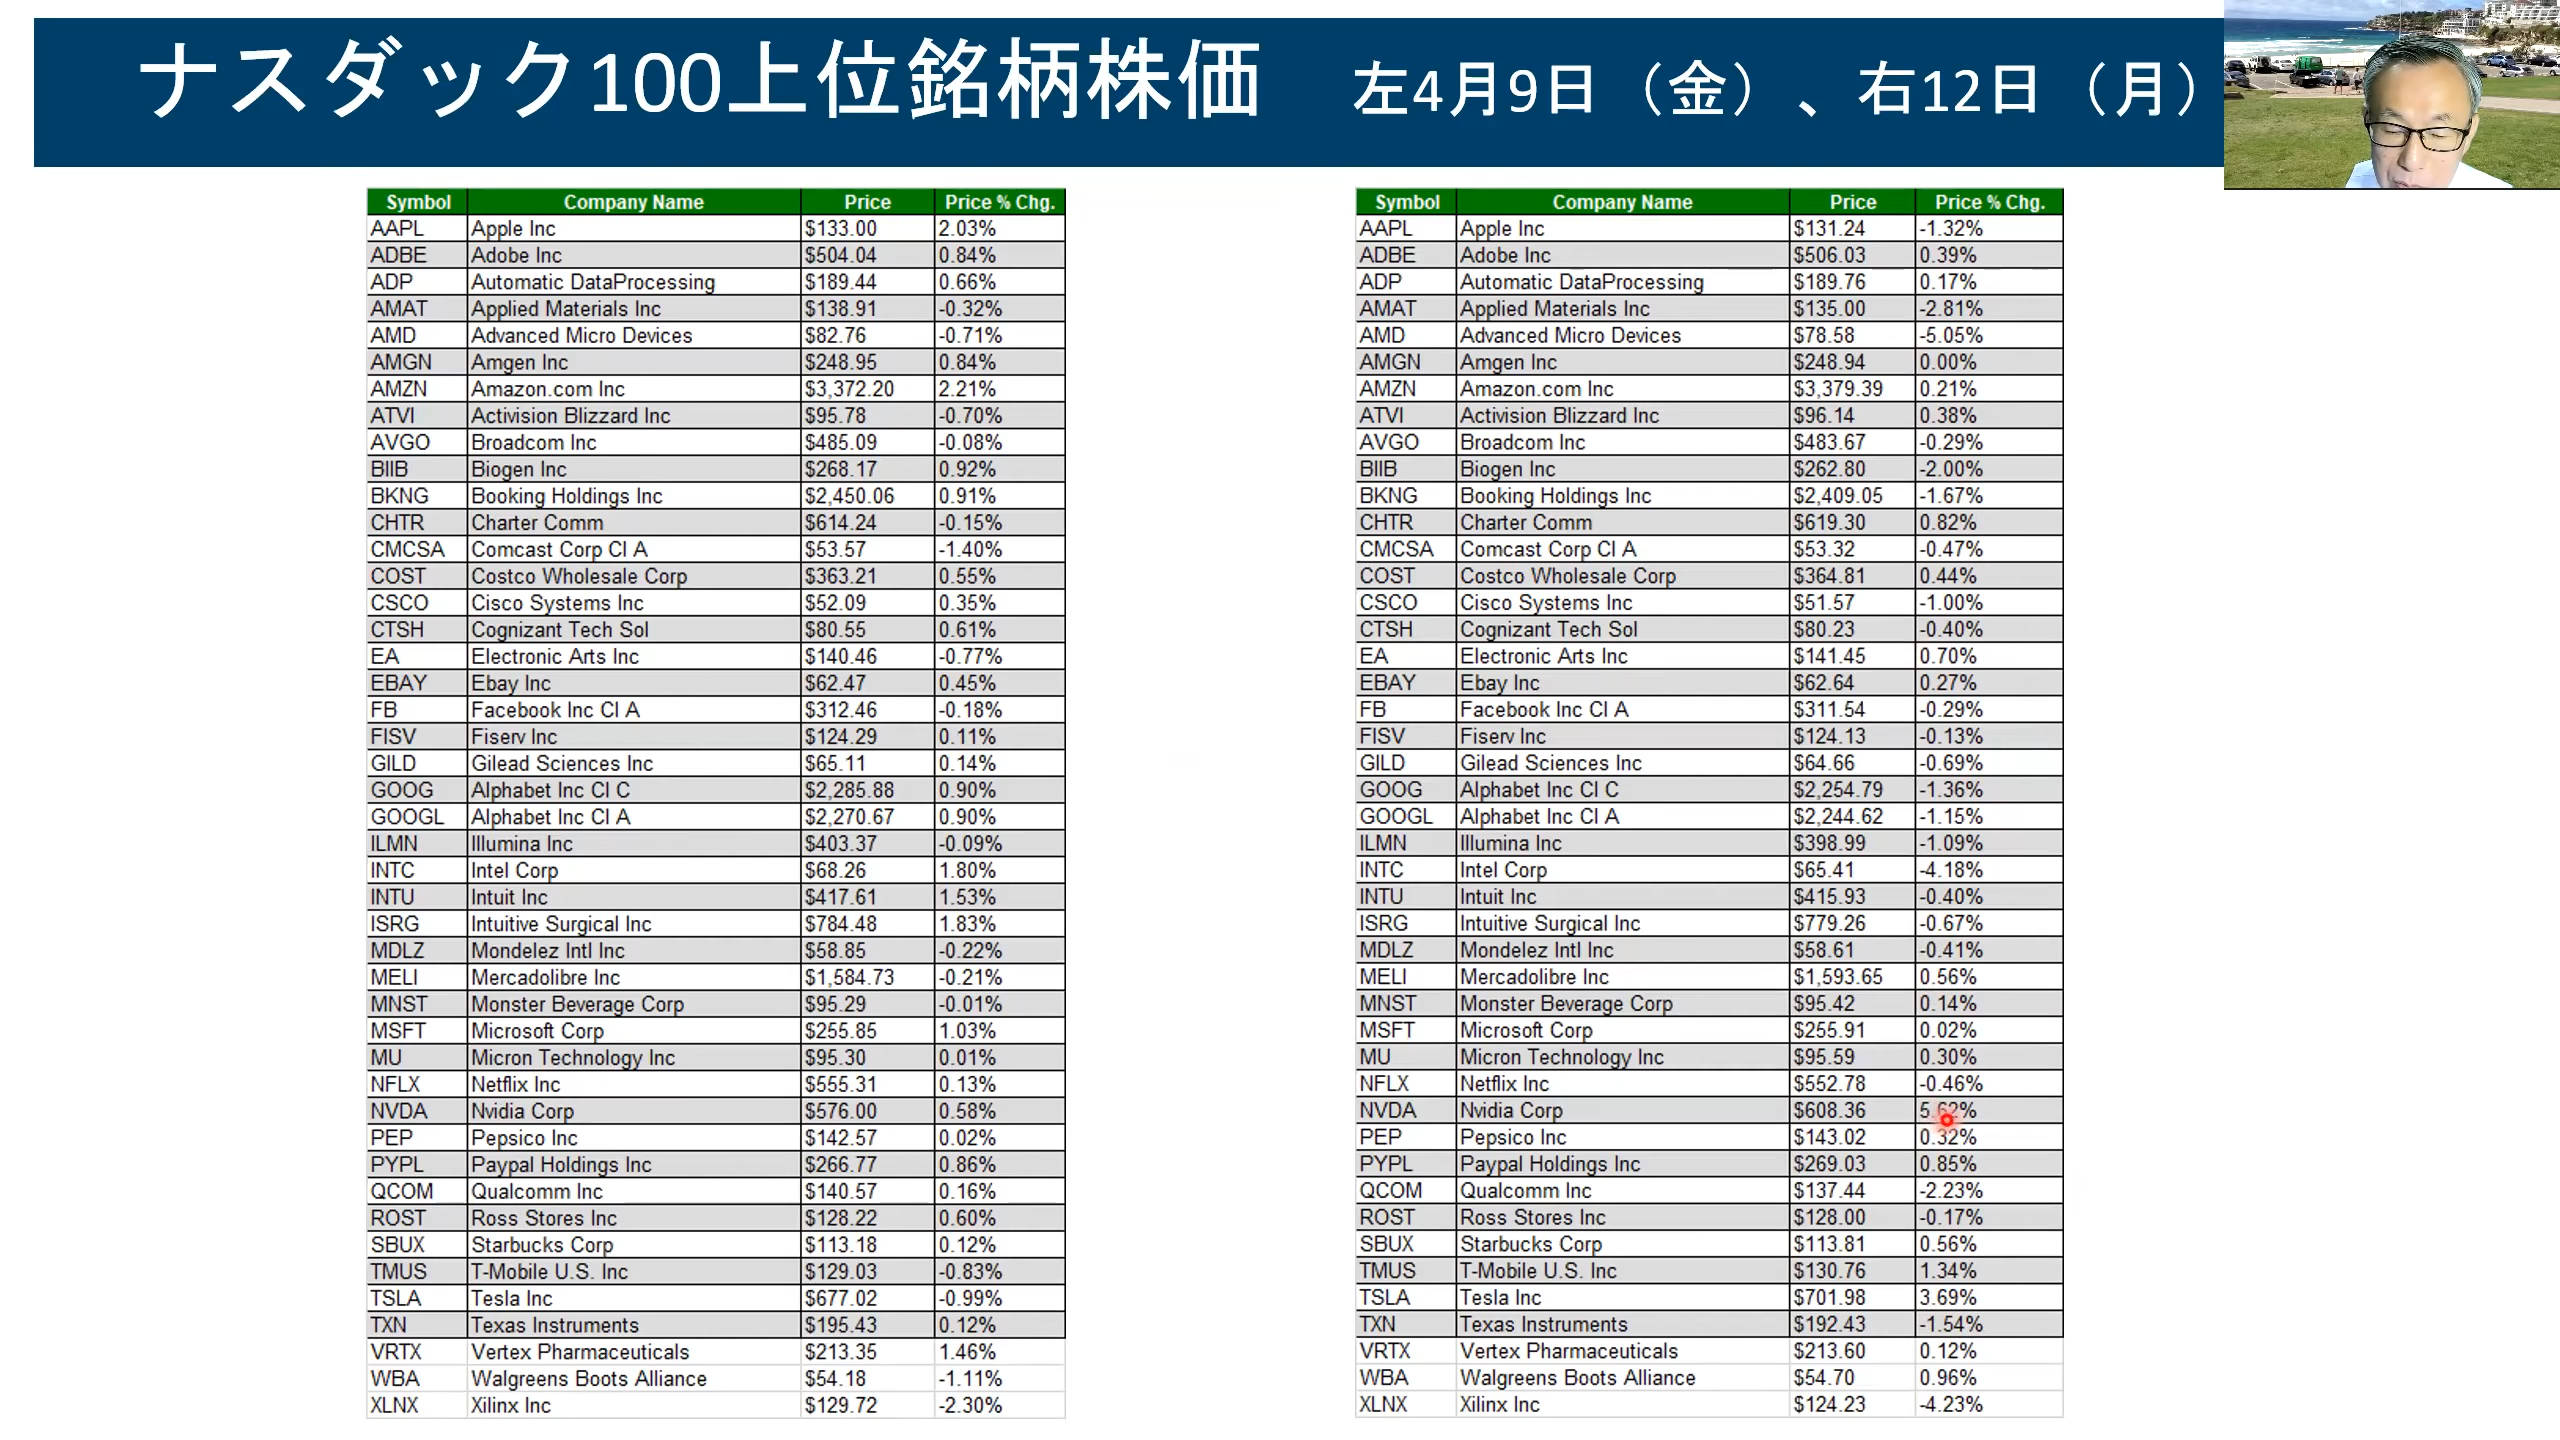 ナスダック100上位銘柄株価　左4月9日（金）、右12日（月）
Symbol Company Name Price Price % Chg.
AAPL Apple Inc $133.00 2.03%
ADBE Adobe Inc $504.04 0.84%
ADP Automatic DataProcessing $189.44 0.66%
AMAT Applied Materials Inc $138.91 -0.32%
AMD Advanced Micro Devices $82.76 -0.71%
AMGN Amgen Inc $248.95 0.84%
AMZN Amazon.com Inc $3,372.20 2.21%
ATVI Activision Blizzard Inc $95.78 -0.70%
AVGO Broadcom Inc $485.09 -0.08%
BIIB Biogen Inc $268.17 0.92%
BKNG Booking Holdings Inc $2,450.06 0.91%
CHTR Charter Comm $614.24 -0.15%
CMCSA Comcast Corp Cl A $53.57 -1.40%
COST Costco Wholesale Corp $363.21 0.55%
CSCO Cisco Systems Inc $52.09 0.35%
CTSH Cognizant Tech Sol $80.55 0.61%
EA Electronic Arts Inc $140.46 -0.77%
EBAY Ebay Inc $62.47 0.45%
FB Facebook Inc Cl A $312.46 -0.18%
FISV Fiserv Inc $124.29 0.11%
GILD Gilead Sciences Inc $65.11 0.14%
GOOG Alphabet Inc Cl C $2,285.88 0.90%
GOOGL Alphabet Inc Cl A $2,270.67 0.90%
ILMN Illumina Inc $403.37 -0.09%
INTC Intel Corp $68.26 1.80%
INTU Intuit Inc $417.61 1.53%
ISRG Intuitive Surgical Inc $784.48 1.83%
MDLZ Mondelez Intl Inc $58.85 -0.22%
MELI Mercadolibre Inc $1,584.73 -0.21%
MNST Monster Beverage Corp $95.29 -0.01%
MSFT Microsoft Corp $255.85 1.03%
MU Micron Technology Inc $95.30 0.01%
NFLX Netflix Inc $555.31 0.13%
NVDA Nvidia Corp $576.00 0.58%
PEP Pepsico Inc $142.57 0.02%
PYPL Paypal Holdings Inc $266.77 0.86%
QCOM Qualcomm Inc $140.57 0.16%
ROST Ross Stores Inc $128.22 0.60%
SBUX Starbucks Corp $113.18 0.12%
TMUS T-Mobile U.S. Inc $129.03 -0.83%
TSLA Tesla Inc $677.02 -0.99%
TXN Texas Instruments $195.43 0.12%
VRTX Vertex Pharmaceuticals $213.35 1.46%
WBA Walgreens Boots Alliance $54.18 -1.11%
XLNX Xilinx Inc $129.72 -2.30%
Symbol Company Name Price Price % Chg.
AAPL Apple Inc $131.24 -1.32%
ADBE Adobe Inc $506.03 0.39%
ADP Automatic DataProcessing $189.76 0.17%
AMAT Applied Materials Inc $135.00 -2.81%
AMD Advanced Micro Devices $78.58 -5.05%
AMGN Amgen Inc $248.94 0.00%
AMZN Amazon.com Inc $3,379.39 0.21%
ATVI Activision Blizzard Inc $96.14 0.38%
AVGO Broadcom Inc $483.67 -0.29%
BIIB Biogen Inc $262.80 -2.00%
BKNG Booking Holdings Inc $2,409.05 -1.67%
CHTR Charter Comm $619.30 0.82%
CMCSA Comcast Corp Cl A $53.32 -0.47%
COST Costco Wholesale Corp $364.81 0.44%
CSCO Cisco Systems Inc $51.57 -1.00%
CTSH Cognizant Tech Sol $80.23 -0.40%
EA Electronic Arts Inc $141.45 0.70%
EBAY Ebay Inc $62.64 0.27%
FB Facebook Inc Cl A $311.54 -0.29%
FISV Fiserv Inc $124.13 -0.13%
GILD Gilead Sciences Inc $64.66 -0.69%
GOOG Alphabet Inc Cl C $2,254.79 -1.36%
GOOGL Alphabet Inc Cl A $2,244.62 -1.15%
ILMN Illumina Inc $398.99 -1.09%
INTC Intel Corp $65.41 -4.18%
INTU Intuit Inc $415.93 -0.40%
ISRG Intuitive Surgical Inc $779.26 -0.67%
MDLZ Mondelez Intl Inc $58.61 -0.41%
MELI Mercadolibre Inc $1,593.65 0.56%
MNST Monster Beverage Corp $95.42 0.14%
MSFT Microsoft Corp $255.91 0.02%
MU Micron Technology Inc $95.59 0.30%
NFLX Netflix Inc $552.78 -0.46%
NVDA Nvidia Corp $608.36 5.62%
PEP Pepsico Inc $143.02 0.32%
PYPL Paypal Holdings Inc $269.03 0.85%
QCOM Qualcomm Inc $137.44 -2.23%
ROST Ross Stores Inc $128.00 -0.17%
SBUX Starbucks Corp $113.81 0.56%
TMUS T-Mobile U.S. Inc $130.76 1.34%
TSLA Tesla Inc $701.98 3.69%
TXN Texas Instruments $192.43 -1.54%
VRTX Vertex Pharmaceuticals $213.60 0.12%
WBA Walgreens Boots Alliance $54.70 0.96%
XLNX Xilinx Inc $124.23 -4.23%